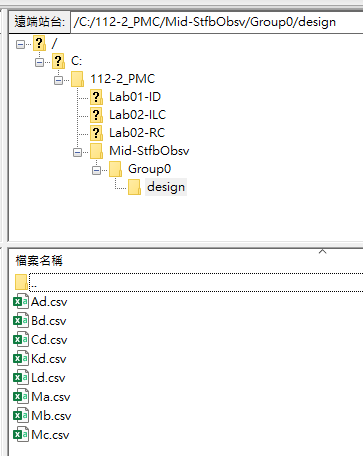 遠端站台: /C:/112-2_PMC/Mid-StfbObsv/Group0/design
/
C:
112-2_PMC
Lab01-ID
Lab02-ILC
Lab02-RC
Mid-StfbObsv
Group0
design
檔案名稱
..
Ad.csv
Bd.csv
Cd.csv
Kd.csv
Ld.csv
Ma.csv
Mb.csv
Mc.csv